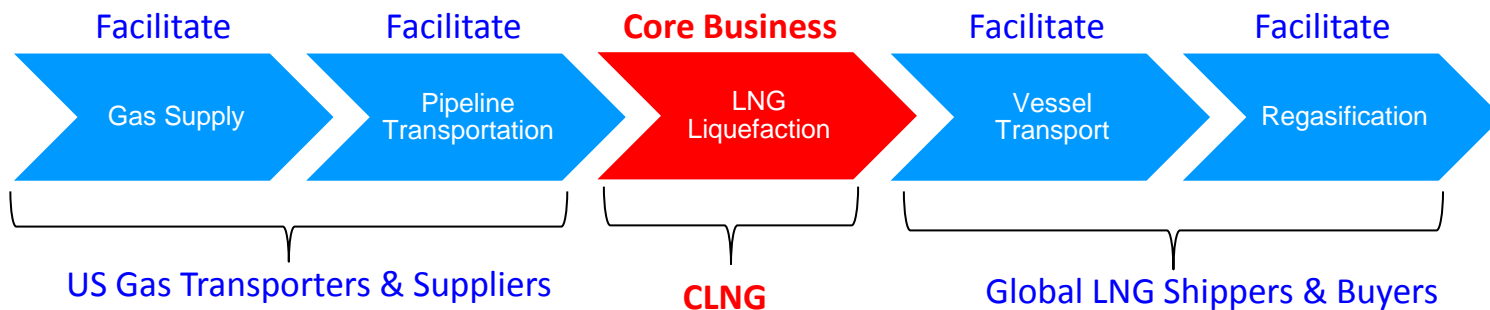 Facilitate
Facilitate
Core Business
Facilitate
Facilitate
Gas Supply
Pipeline
Transportation
LNG
Liquefaction
Vessel
Transport
Regasification
US Gas Transporters & Suppliers
CLNG
Global LNG Shippers & Buyers